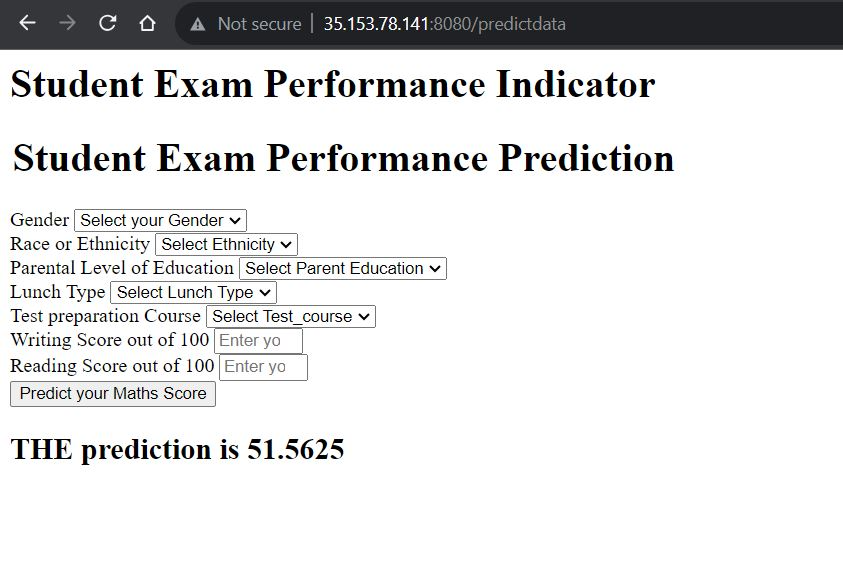 Not secure | 35.153.78.141:8080/predictdata
Student Exam Performance Indicator
Student Exam Performance Prediction
Gender Select your Gender
Race or Ethnicity Select Ethnicity
Parental Level of Education Select Parent Education
Lunch Type Select Lunch Type
Test preparation Course Select Test_course
Writing Score out of 100 Enter yo
Reading Score out of 100 Enter yo
Predict your Maths Score
THE prediction is 51.5625